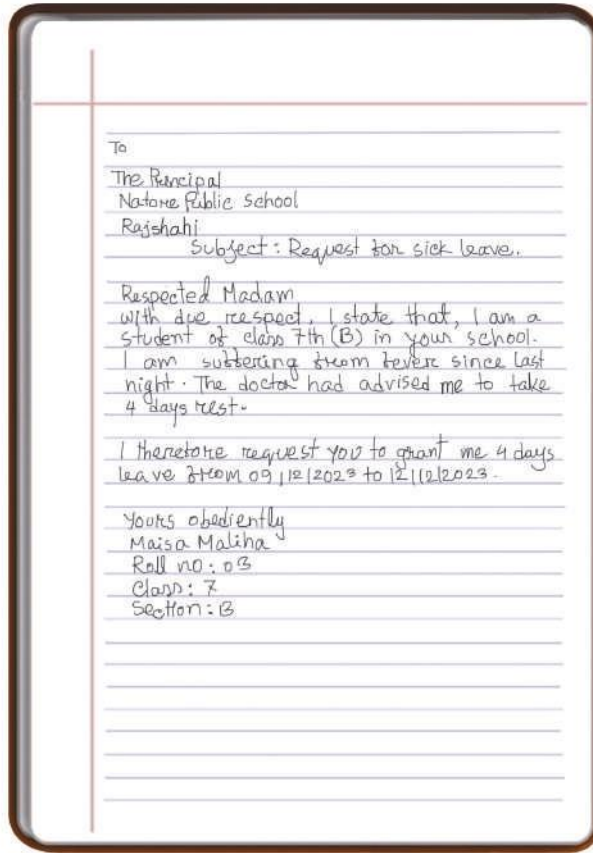 To
The Principal
Natore Public School
Rajshahi
Subject: Request for sick leave.
Respected Madam
With due respect, I state that, I am a
student of class 7th (B) in your school.
I am suffering from fever since last
night. The doctor had advised me to take
4 days rest.
I therefore request you to grant me 4 days
leave from 09/12/2023 to 12/12/2023.
Yours obediently
Maisa Maliha
Roll no: 03
Class: 7
Section: B